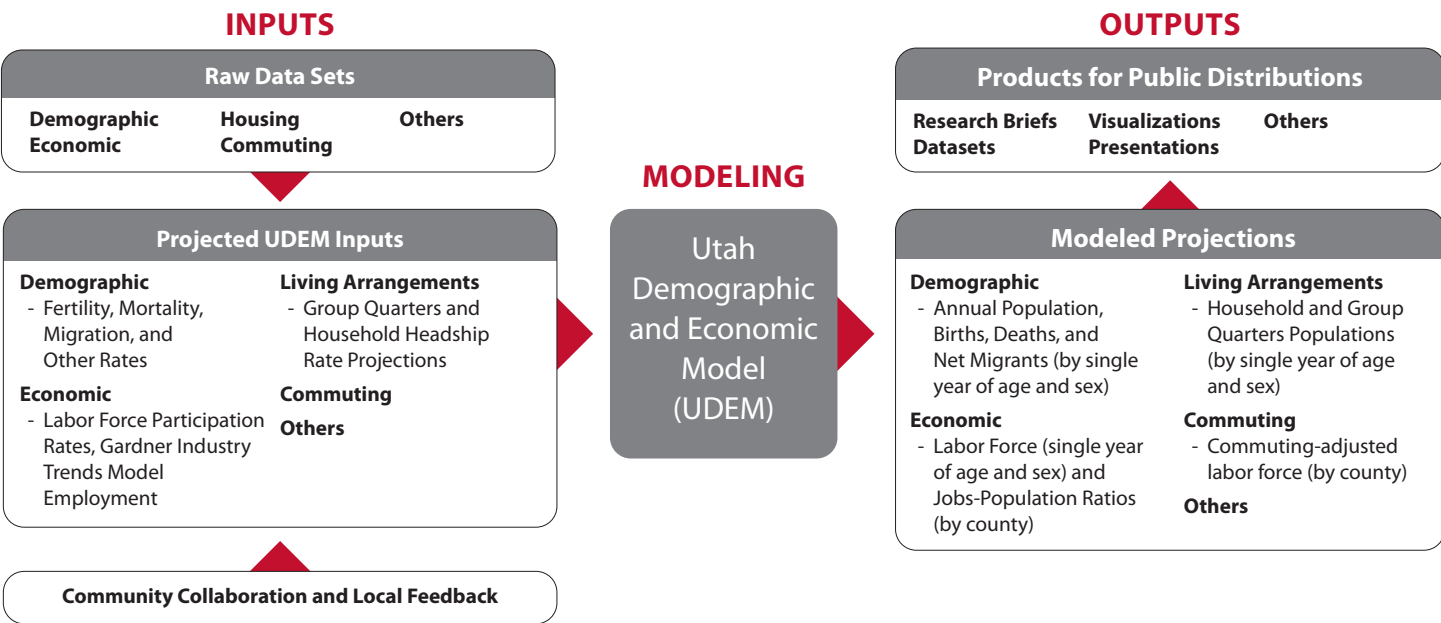 INPUTS
Raw Data Sets
Demographic
Economic
Housing
Commuting
Others
Projected UDEM Inputs
Demographic
- Fertility, Mortality,
Migration, and
Other Rates
Economic
- Labor Force Participation
Rates, Gardner Industry
Trends Model
Employment
Living Arrangements
- Group Quarters and
Household Headship
Rate Projections
Commuting
Others
Community Collaboration and Local Feedback
MODELING
Utah
Demographic
and Economic
Model
(UDEM)
OUTPUTS
Products for Public Distributions
Research Briefs
Datasets
Visualizations
Presentations
Others
Modeled Projections
Demographic
- Annual Population,
Births, Deaths, and
Net Migrants (by single
year of age and sex)
Economic
- Labor Force (single year
of age and sex) and
Jobs-Population Ratios
(by county)
Living Arrangements
- Household and Group
Quarters Populations
(by single year of age
and sex)
Commuting
- Commuting-adjusted
labor force (by county)
Others